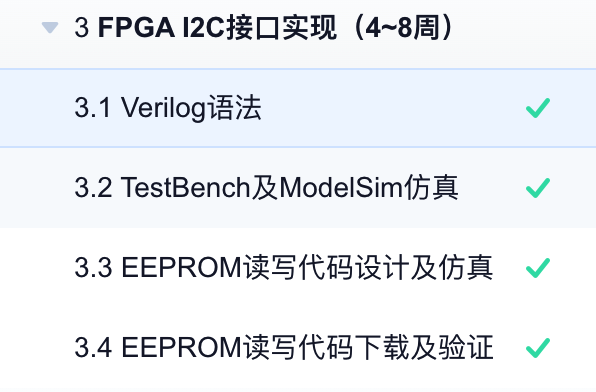 3 FPGA I2C接口实现（4~8周）
3.1 Verilog语法
3.2 TestBench及ModelSim仿真
3.3 EEPROM读写代码设计及仿真
3.4 EEPROM读写代码下载及验证